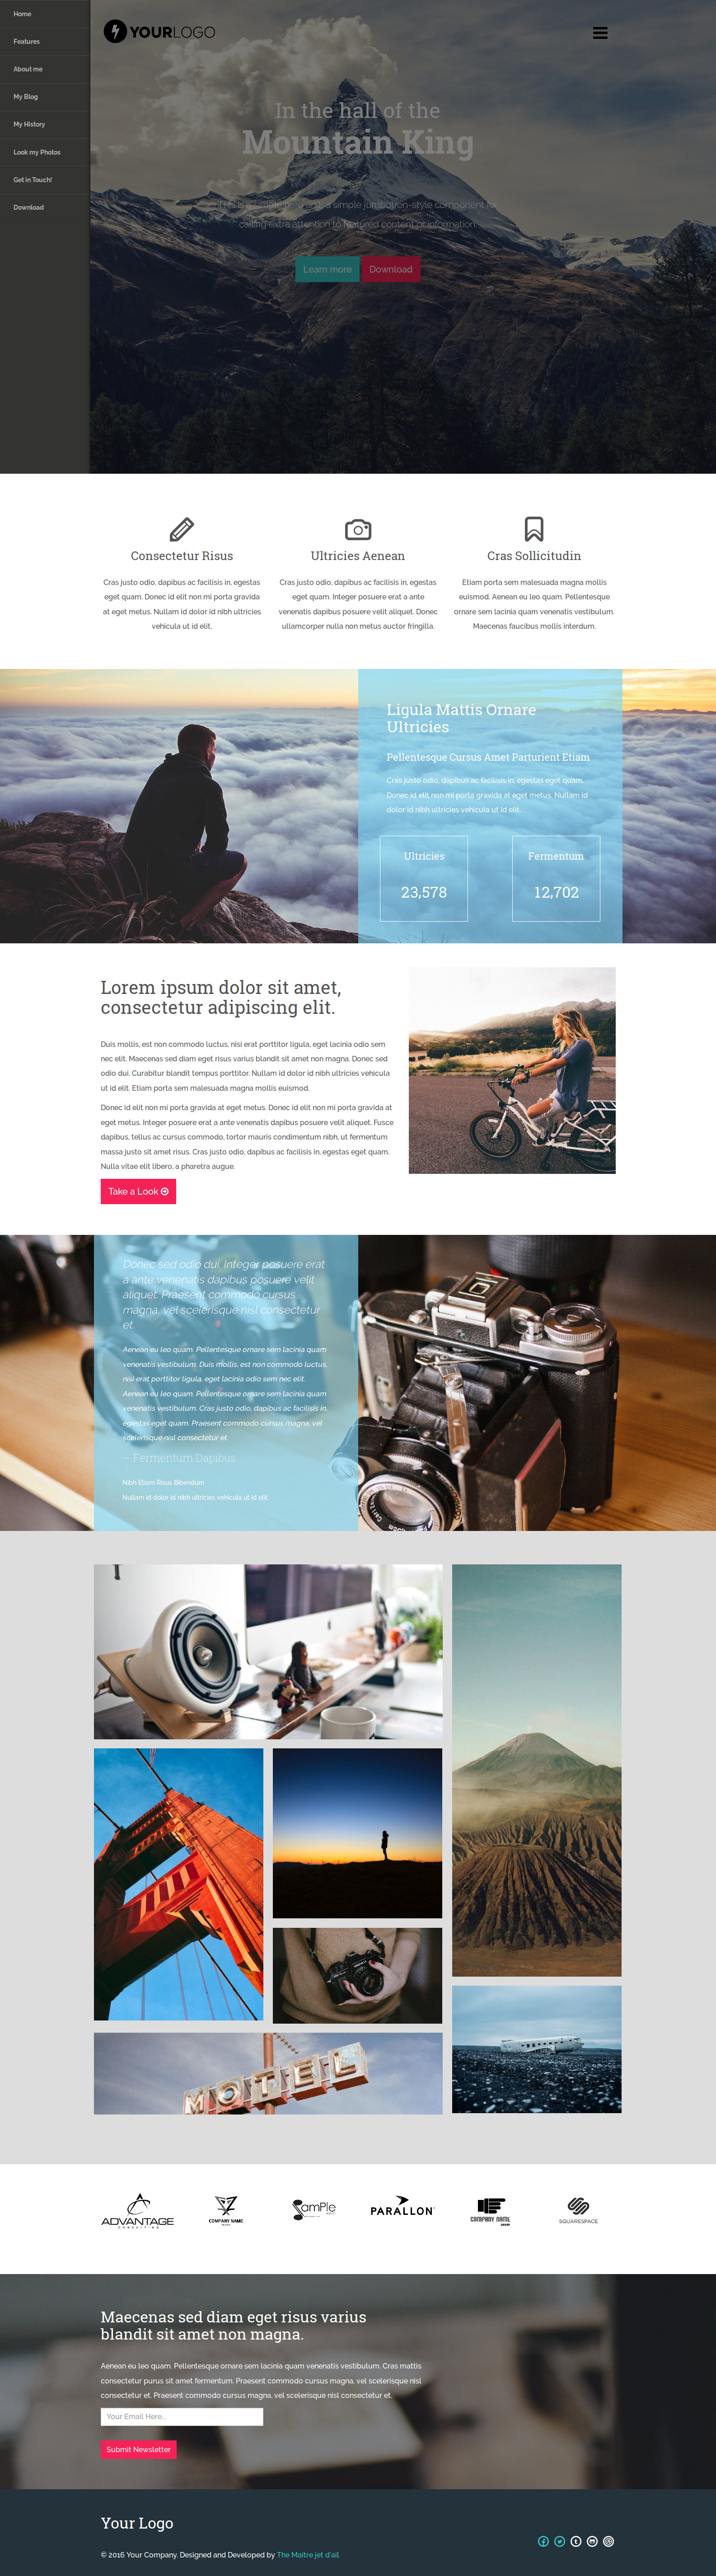 Home
Features
About me
My Blog
My History
Look my Photos
Get in Touch!
Download
YOURLOGO
In the hall of the
Mountain King
This is a simple hero unit, a simple jumbotron-style component for
calling extra attention to featured content or information.
Learn more
Download
Consectetur Risus
Cras justo odio, dapibus ac facilisis in, egestas
eget quam. Donec id elit non mi porta gravida
at eget metus. Nullam id dolor id nibh ultricies
vehicula ut id elit.
Ultricies Aenean
Cras justo odio, dapibus ac facilisis in, egestas
eget quam. Integer posuere erat a ante
venenatis dapibus posuere velit aliquet. Donec
ullamcorper nulla non metus auctor fringilla.
Cras Sollicitudin
Etiam porta sem malesuada magna mollis
euismod. Aenean eu leo quam. Pellentesque
ornare sem lacinia quam venenatis vestibulum.
Maecenas faucibus mollis interdum.
Ligula Mattis Ornare
Ultricies
Pellentesque Cursus Amet Parturient Etiam
Cras justo odio, dapibus ac facilisis in, egestas eget quam.
Donec id elit non mi porta gravida at eget metus. Nullam id
dolor id nibh ultricies vehicula ut id elit.
Ultricies
23,578
Fermentum
12,702
Lorem ipsum dolor sit amet,
consectetur adipiscing elit.
Duis mollis, est non commodo luctus, nisi erat porttitor ligula, eget lacinia odio sem
nec elit. Maecenas sed diam eget risus varius blandit sit amet non magna. Donec sed
odio dui. Curabitur blandit tempus porttitor. Nullam id dolor id nibh ultricies vehicula
ut id elit. Etiam porta sem malesuada magna mollis euismod.
Donec id elit non mi porta gravida at eget metus. Donec id elit non mi porta gravida at
eget metus. Integer posuere erat a ante venenatis dapibus posuere velit aliquet. Fusce
dapibus, tellus ac cursus commodo, tortor mauris condimentum nibh, ut fermentum
massa justo sit amet risus. Cras justo odio, dapibus ac facilisis in, egestas eget quam.
Nulla vitae elit libero, a pharetra augue.
Take a Look
Donec sed odio dui. Integer posuere erat
a ante venenatis dapibus posuere velit
aliquet. Praesent commodo cursus
magna, vel scelerisque nisl consectetur
et.
Aenean eu leo quam. Pellentesque ornare sem lacinia quam
venenatis vestibulum. Duis mollis, est non commodo luctus,
nisi erat porttitor ligula, eget lacinia odio sem nec elit.
Aenean eu leo quam. Pellentesque ornare sem lacinia quam
venenatis vestibulum. Cras justo odio, dapibus ac facilisis in,
egestas eget quam. Praesent commodo cursus magna, vel
scelerisque nisl consectetur et.
– Fermentum Dapibus
Nibh Etiam Risus Bibendum
Nullam id dolor id nibh ultricies vehicula ut id elit
MOTEL
ADVANTAGE
CONSULTING
COMPANY NAME
SamPle
PARALLON
COMPANY NAME
SQUARESPACE
Maecenas sed diam eget risus varius
blandit sit amet non magna.
Aenean eu leo quam. Pellentesque ornare sem lacinia quam venenatis vestibulum. Cras mattis
consectetur purus sit amet fermentum. Praesent commodo cursus magna, vel scelerisque nisl
consectetur et. Praesent commodo cursus magna, vel scelerisque nisl consectetur et.
Your Email Here...
Submit Newsletter
Your Logo
© 2016 Your Company. Designed and Developed by The Maitre jet d'ail